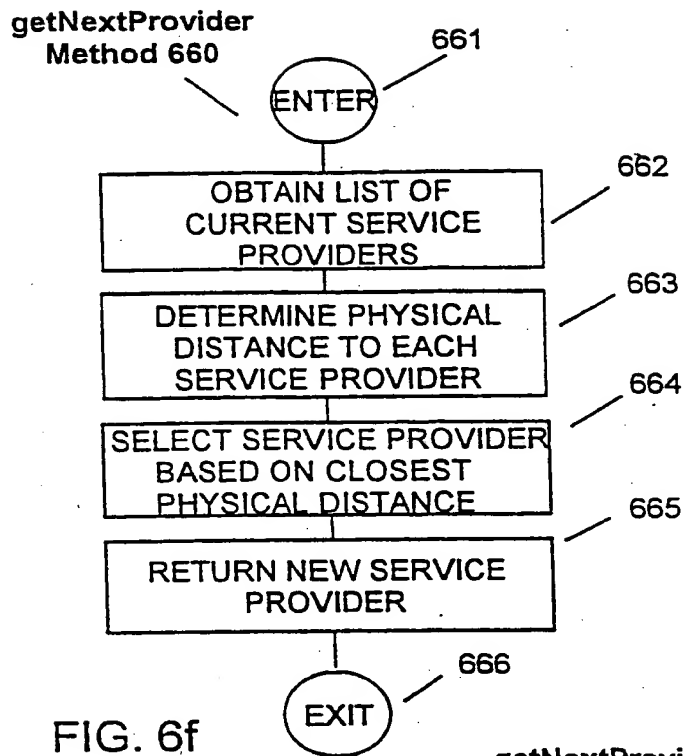 getNextProvider
Method 660
661
ENTER
662
OBTAIN LIST OF
CURRENT SERVICE
PROVIDERS
663
DETERMINE PHYSICAL
DISTANCE TO EACH
SERVICE PROVIDER
664
SELECT SERVICE PROVIDER
BASED ON CLOSEST
PHYSICAL DISTANCE
665
RETURN NEW SERVICE
PROVIDER
666
EXIT
FIG. 6f